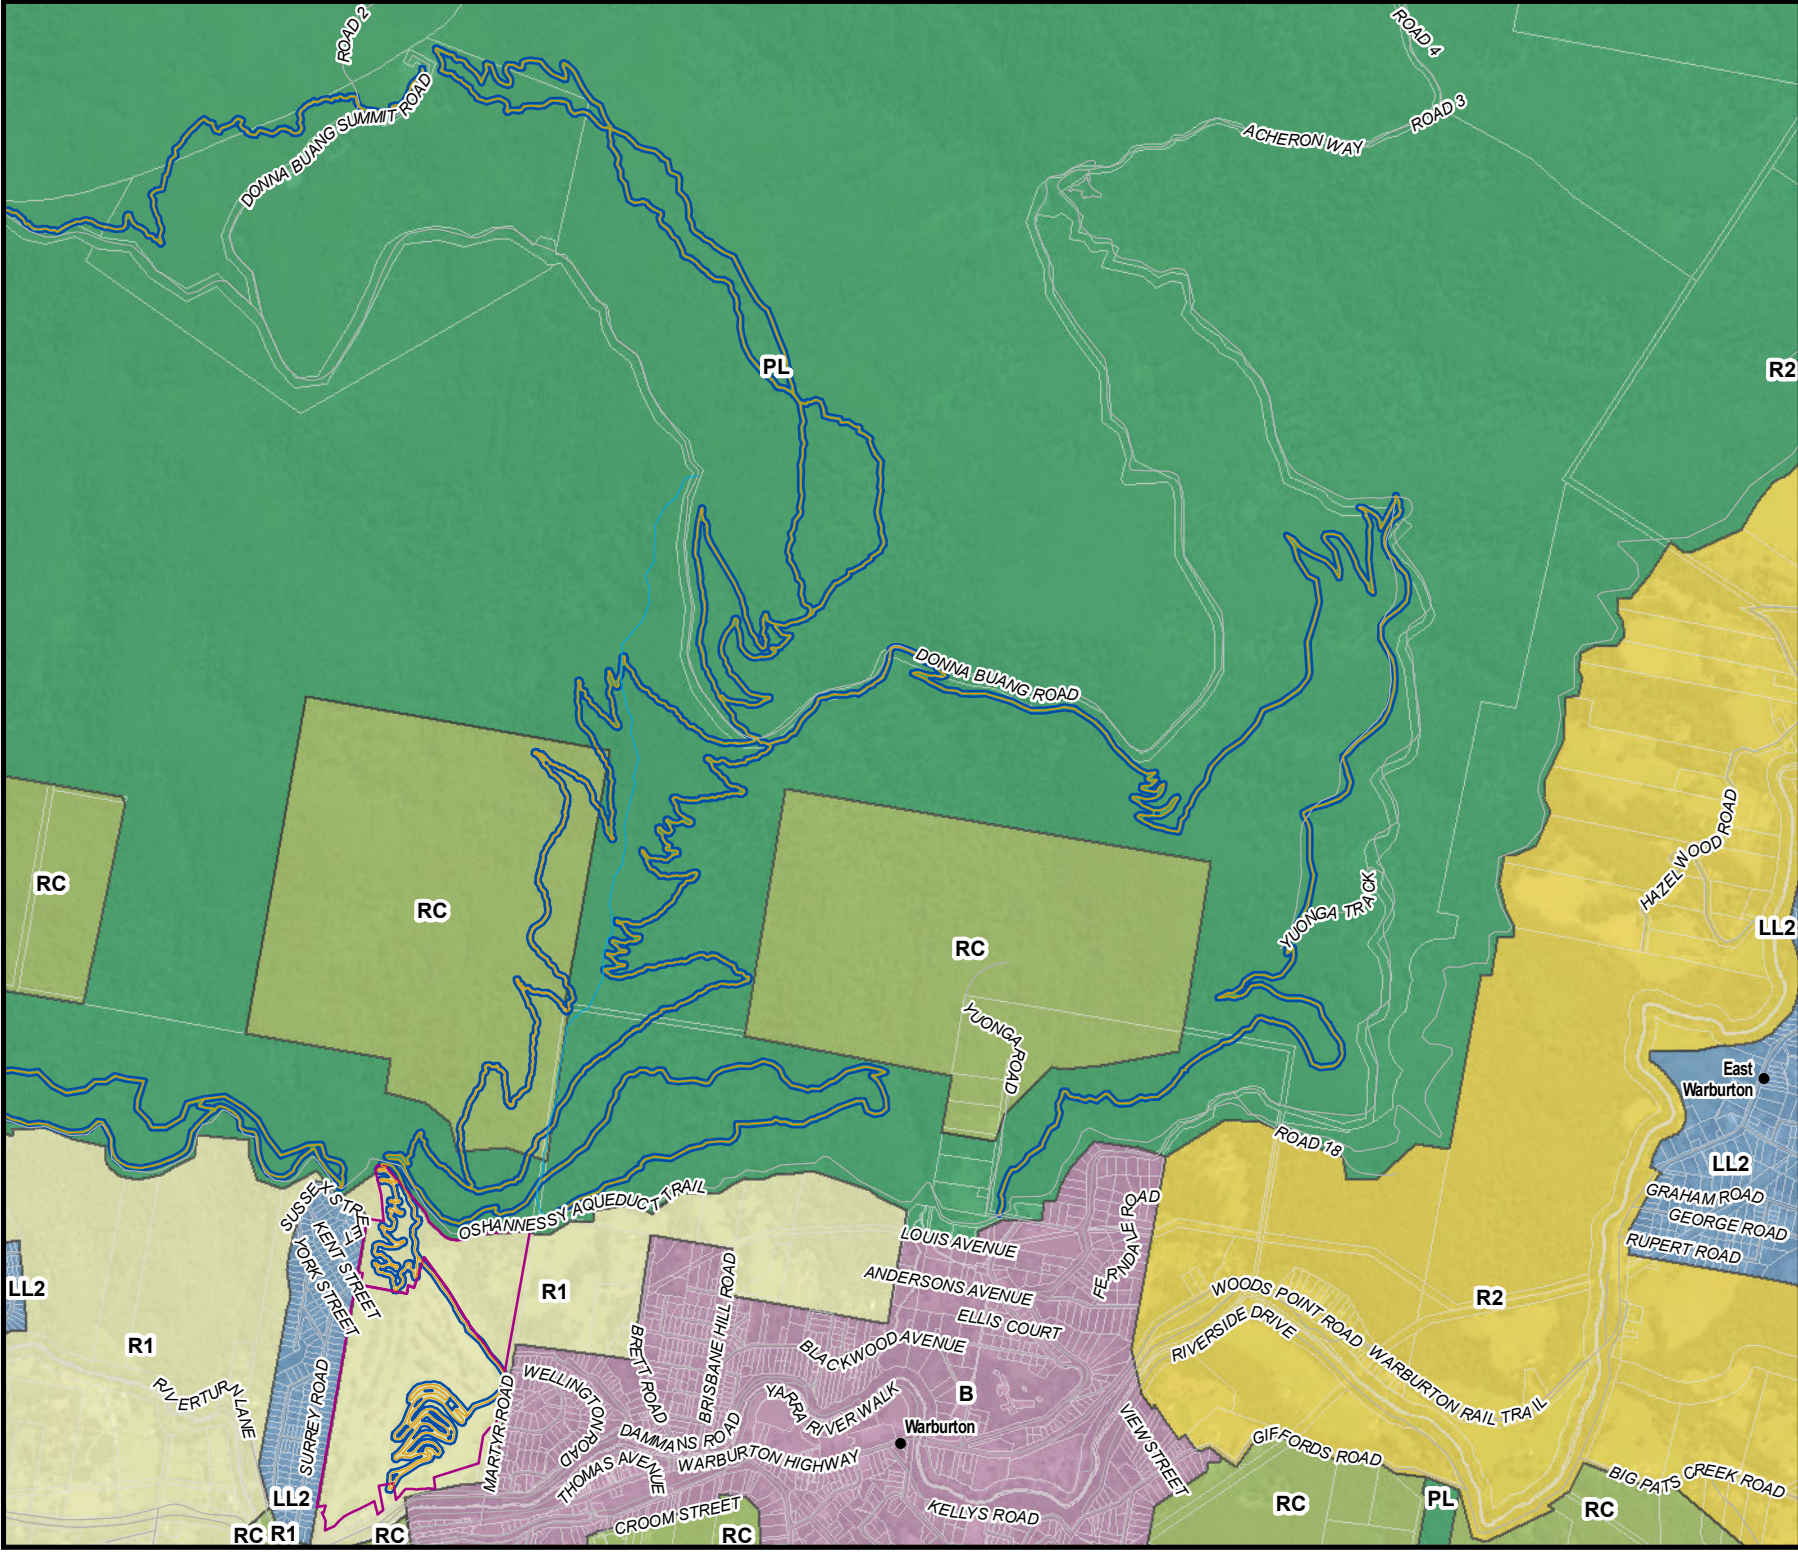 ROAD 2
ROAD 4
DONNA BUANG SUMMIT ROAD
ACHERON WAY
ROAD 3
PL
R2
DONNA BUANG ROAD
HAZELWOOD ROAD
RC
RC
RC
YUONGA TRACK
LL2
YUONGA ROAD
East
Warburton
ROAD 18
LL2
GRAHAM ROAD
GEORGE ROAD
RUPERT ROAD
SUSSEX STREET
KENT STREET
YORK STREET
OSHANNESSY AQUEDUCT TRAIL
LOUIS AVENUE
FERNDALE ROAD
ANDERSONS AVENUE
ELLIS COURT
LL2
R1
R1
R2
WOODS POINT ROAD
WARBURTON RAIL TRAIL
RIVERSIDE DRIVE
BRISBANE HILL ROAD
BRETT ROAD
BLACKWOOD AVENUE
RIVERTURN LANE
SURREY ROAD
MARTYR ROAD
WELLINGTON ROAD
YARRA RIVER WALK
B
Warburton
DAMMANS ROAD
THOMAS AVENUE
WARBURTON HIGHWAY
VIEW STREET
GIFFORDS ROAD
BIG PATS CREEK ROAD
LL2
PL
RC
RC
KELLYS ROAD
CROOM STREET
RC
R1
RC
RC